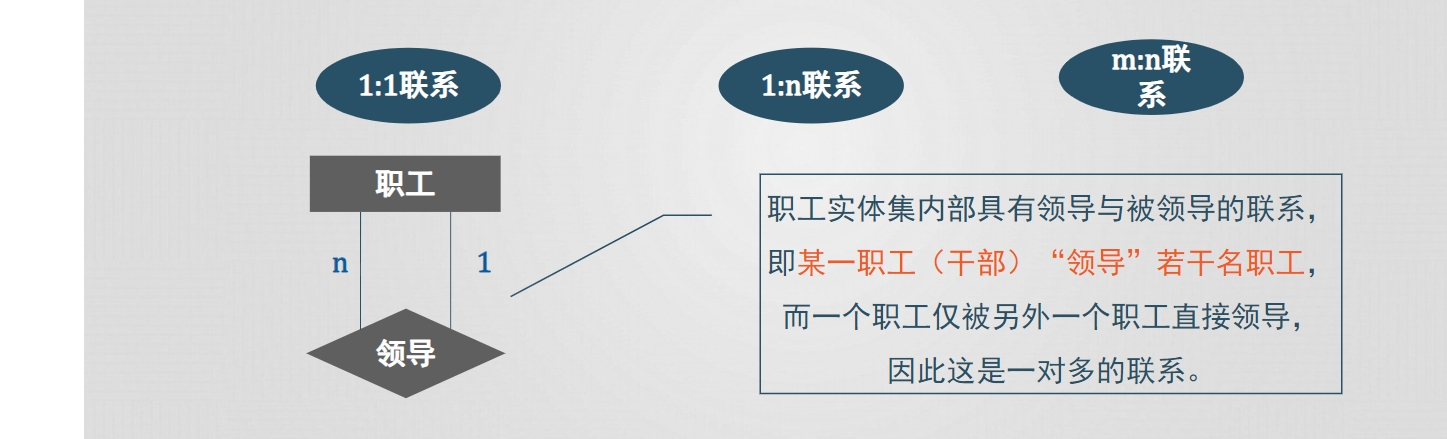 1:1联系
1:n联系
m:n联
系
职工
n
1
领导
职工实体集内部具有领导与被领导的联系，
即某一职工（干部）“领导”若干名职工，
而一个职工仅被另外一个职工直接领导，
因此这是一对多的联系。